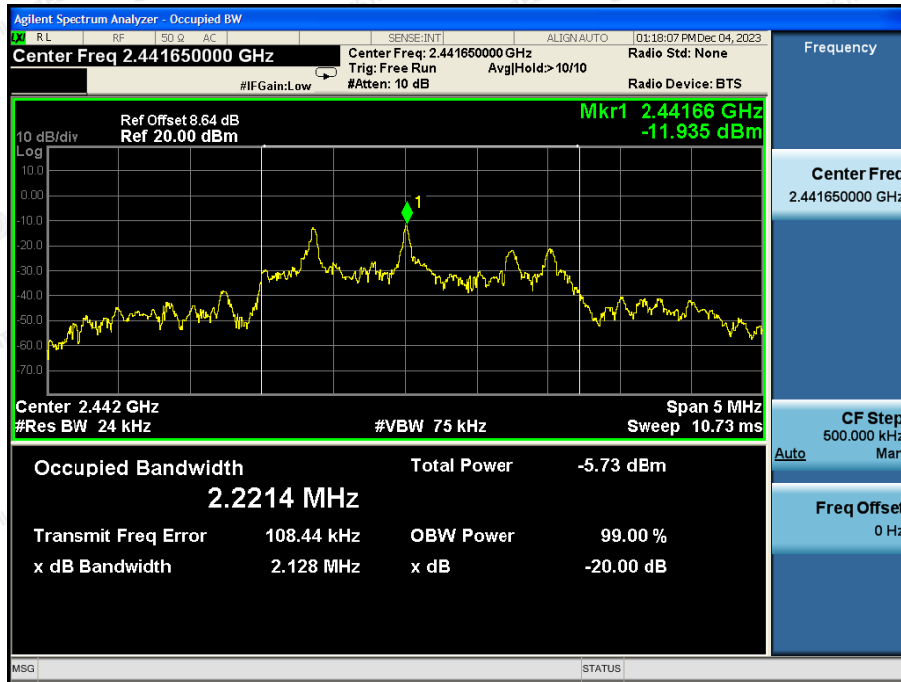 Agilent Spectrum Analyzer - Occupied BW
LXI RL RF 50 Ω AC SENSE:INT ALIGN AUTO 01:18:07 PM Dec 04, 2023
Center Freq 2.441650000 GHz
Center Freq: 2.441650000 GHz
Radio Std: None
Trig: Free Run Avg|Hold:>10/10
#IFGain:Low #Atten: 10 dB Radio Device: BTS
Ref Offset 8.64 dB
10 dB/div Ref 20.00 dBm
Mkr1 2.44166 GHz
-11.935 dBm
Log
10.0
0.00
-10.0
-20.0
-30.0
-40.0
-50.0
-60.0
-70.0
1
Center 2.442 GHz Span 5 MHz
#Res BW 24 kHz #VBW 75 kHz Sweep 10.73 ms
Occupied Bandwidth Total Power -5.73 dBm
2.2214 MHz
Transmit Freq Error 108.44 kHz OBW Power 99.00 %
x dB Bandwidth 2.128 MHz x dB -20.00 dB
MSG STATUS
Frequency
Center Freq
2.441650000 GHz
CF Step
500.000 kHz
Auto Man
Freq Offset
0 Hz